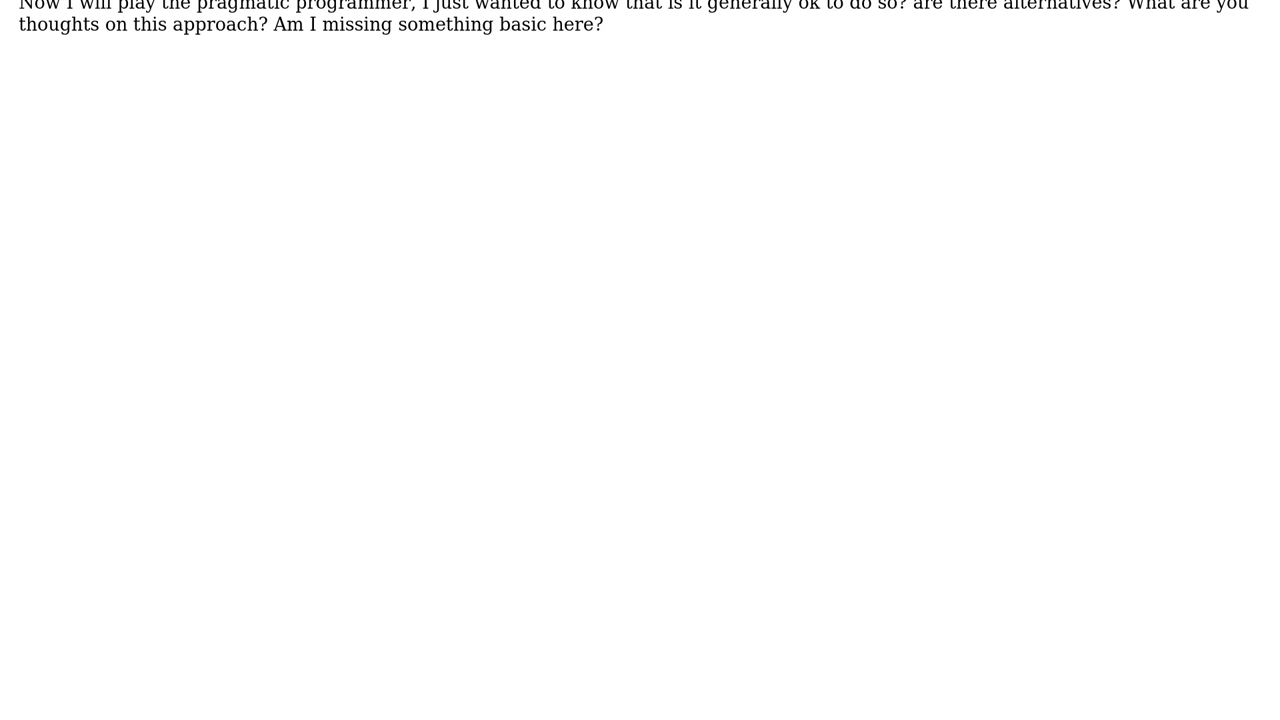 Now I will play the pragmatic programmer, I just wanted to know that is it generally ok to do so? are there alternatives? What are you
thoughts on this approach? Am I missing something basic here?